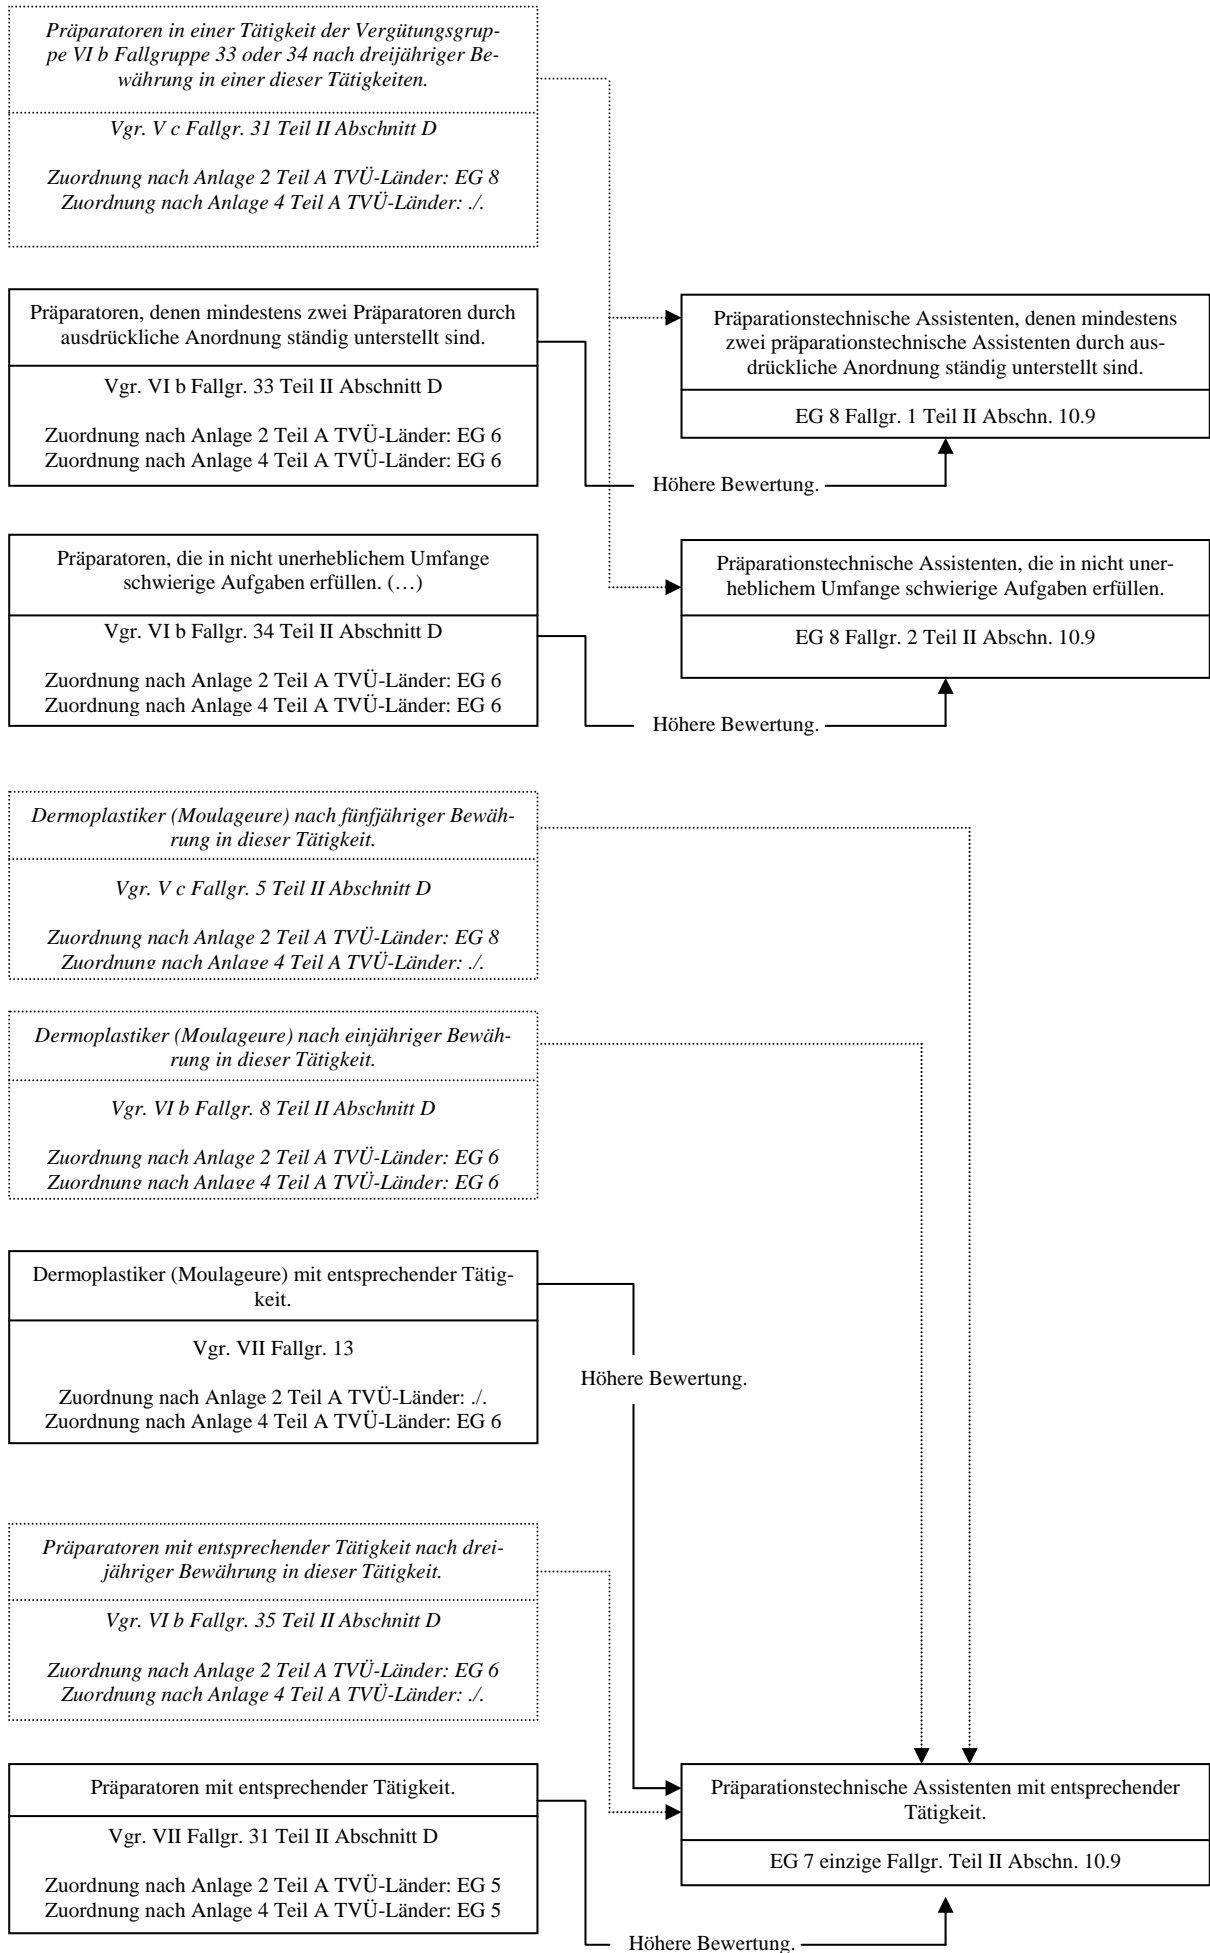 Präparatoren in einer Tätigkeit der Vergütungsgrup-
pe VI b Fallgruppe 33 oder 34 nach dreijähriger Be-
währung in einer dieser Tätigkeiten.
Vgr. V c Fallgr. 31 Teil II Abschnitt D
Zuordnung nach Anlage 2 Teil A TVÜ-Länder: EG 8
Zuordnung nach Anlage 4 Teil A TVÜ-Länder: ./.
Präparatoren, denen mindestens zwei Präparatoren durch
ausdrückliche Anordnung ständig unterstellt sind.
Vgr. VI b Fallgr. 33 Teil II Abschnitt D
Zuordnung nach Anlage 2 Teil A TVÜ-Länder: EG 6
Zuordnung nach Anlage 4 Teil A TVÜ-Länder: EG 6
Präparationstechnische Assistenten, denen mindestens
zwei präparationstechnische Assistenten durch aus-
drückliche Anordnung ständig unterstellt sind.
EG 8 Fallgr. 1 Teil II Abschn. 10.9
Höhere Bewertung.
Präparatoren, die in nicht unerheblichem Umfange
schwierige Aufgaben erfüllen. (…)
Vgr. VI b Fallgr. 34 Teil II Abschnitt D
Zuordnung nach Anlage 2 Teil A TVÜ-Länder: EG 6
Zuordnung nach Anlage 4 Teil A TVÜ-Länder: EG 6
Präparationstechnische Assistenten, die in nicht uner-
heblichem Umfange schwierige Aufgaben erfüllen.
EG 8 Fallgr. 2 Teil II Abschn. 10.9
Höhere Bewertung.
Dermoplastiker (Moulageure) nach fünfjähriger Bewäh-
rung in dieser Tätigkeit.
Vgr. V c Fallgr. 5 Teil II Abschnitt D
Zuordnung nach Anlage 2 Teil A TVÜ-Länder: EG 8
Zuordnung nach Anlage 4 Teil A TVÜ-Länder: ./.
Dermoplastiker (Moulageure) nach einjähriger Bewäh-
rung in dieser Tätigkeit.
Vgr. VI b Fallgr. 8 Teil II Abschnitt D
Zuordnung nach Anlage 2 Teil A TVÜ-Länder: EG 6
Zuordnung nach Anlage 4 Teil A TVÜ-Länder: EG 6
Dermoplastiker (Moulageure) mit entsprechender Tätig-
keit.
Vgr. VII Fallgr. 13
Zuordnung nach Anlage 2 Teil A TVÜ-Länder: ./.
Zuordnung nach Anlage 4 Teil A TVÜ-Länder: EG 6
Höhere Bewertung.
Präparatoren mit entsprechender Tätigkeit nach drei-
jähriger Bewährung in dieser Tätigkeit.
Vgr. VI b Fallgr. 35 Teil II Abschnitt D
Zuordnung nach Anlage 2 Teil A TVÜ-Länder: EG 6
Zuordnung nach Anlage 4 Teil A TVÜ-Länder: ./.
Präparatoren mit entsprechender Tätigkeit.
Vgr. VII Fallgr. 31 Teil II Abschnitt D
Zuordnung nach Anlage 2 Teil A TVÜ-Länder: EG 5
Zuordnung nach Anlage 4 Teil A TVÜ-Länder: EG 5
Präparationstechnische Assistenten mit entsprechender
Tätigkeit.
EG 7 einzige Fallgr. Teil II Abschn. 10.9
Höhere Bewertung.